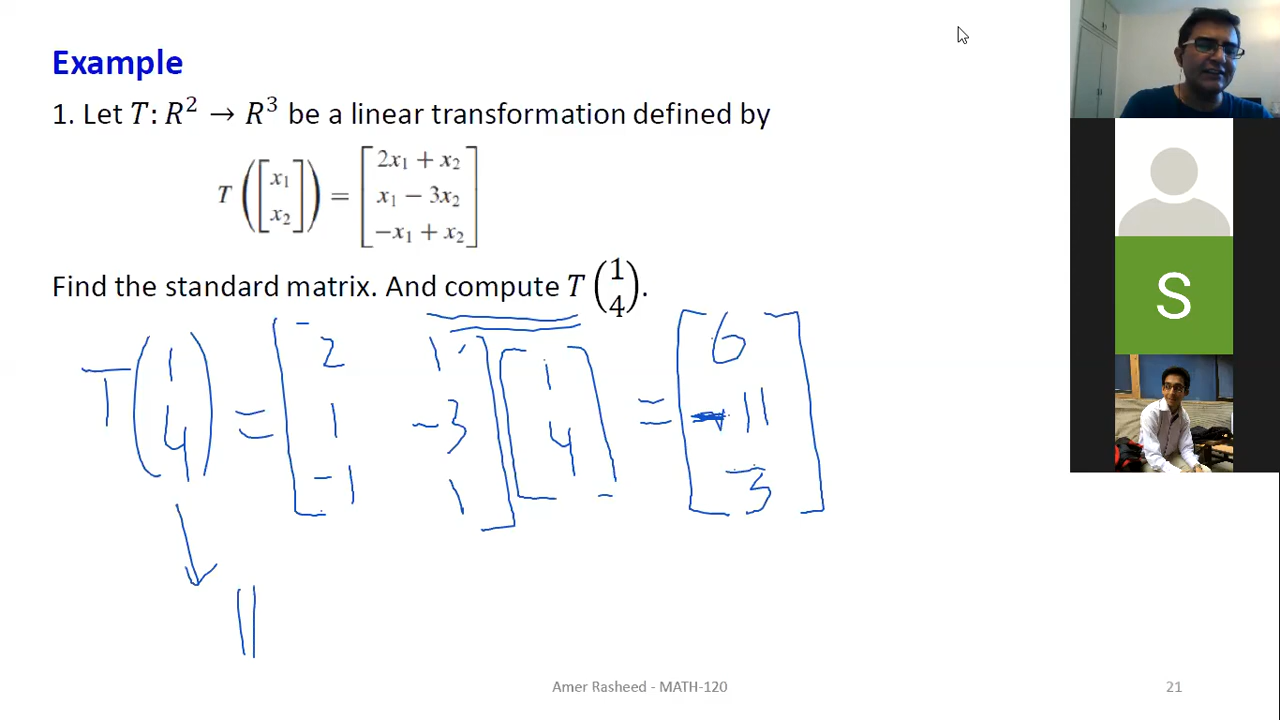 Example
1. Let T: R² → R³ be a linear transformation defined by
T([x₁ x₂]) = [2x₁ + x₂
x₁ − 3x₂
−x₁ + x₂]
Find the standard matrix. And compute T(1 4).
T(1 4) = [2 1
1 -3
-1 1] [1 4] = [6
-11
3]
||
S
Amer Rasheed - MATH-120
21